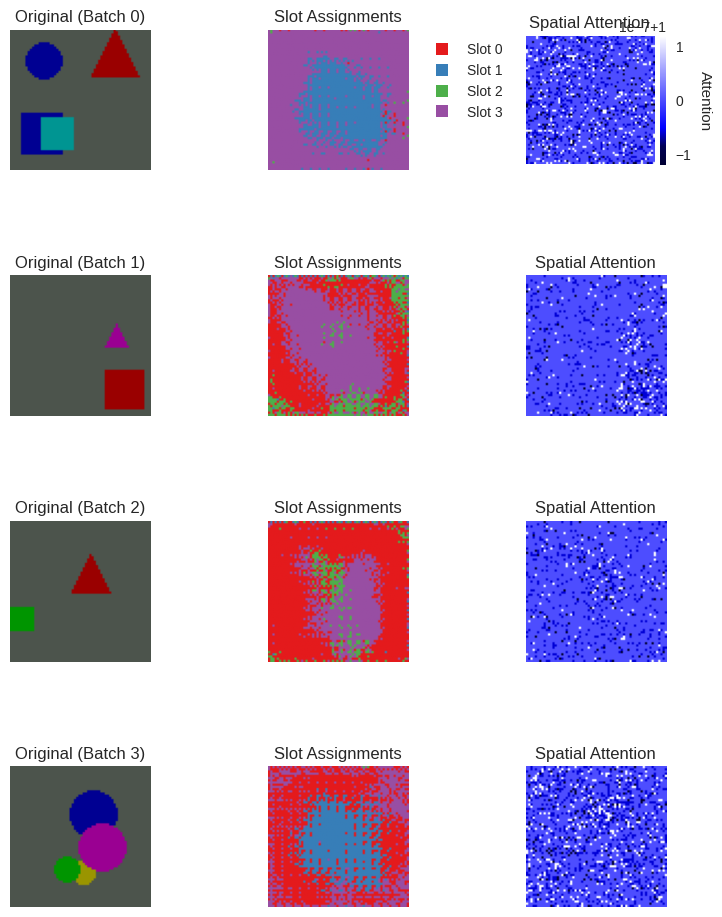 Original (Batch 0)
Slot Assignments
Slot 0
Slot 1
Slot 2
Slot 3
Spatial Attention
1e−7+1
1
0
−1
Attention
Original (Batch 1)
Slot Assignments
Spatial Attention
Original (Batch 2)
Slot Assignments
Spatial Attention
Original (Batch 3)
Slot Assignments
Spatial Attention